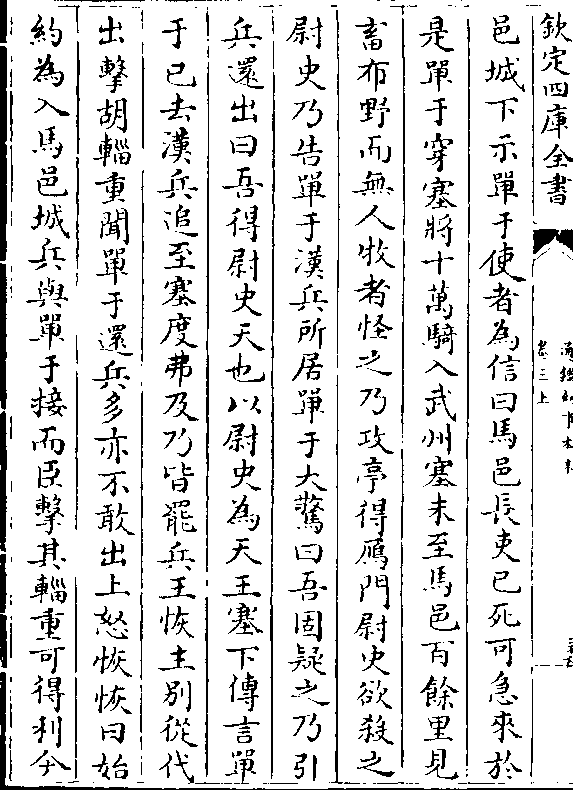 欽定四庫全書
卷三上
邑城下示單于使者為信曰馬邑長吏已死可急來於
是單于穿塞將十萬騎入武州塞未至馬邑百餘里見
畜布野而無人牧者怪之乃攻亭得鴈門尉史欲殺之
尉史乃告單于漢兵所居單于大驚曰吾固疑之乃引
兵還出曰吾得尉史天也以尉史為天王塞下傳言單
于已去漢兵追至塞度弗及乃皆罷兵王恢主别從代
出擊胡輜重聞單于還兵多亦不敢出上怒恢恢曰始
約為入馬邑城兵與單于接而臣擊其輜重可得利今